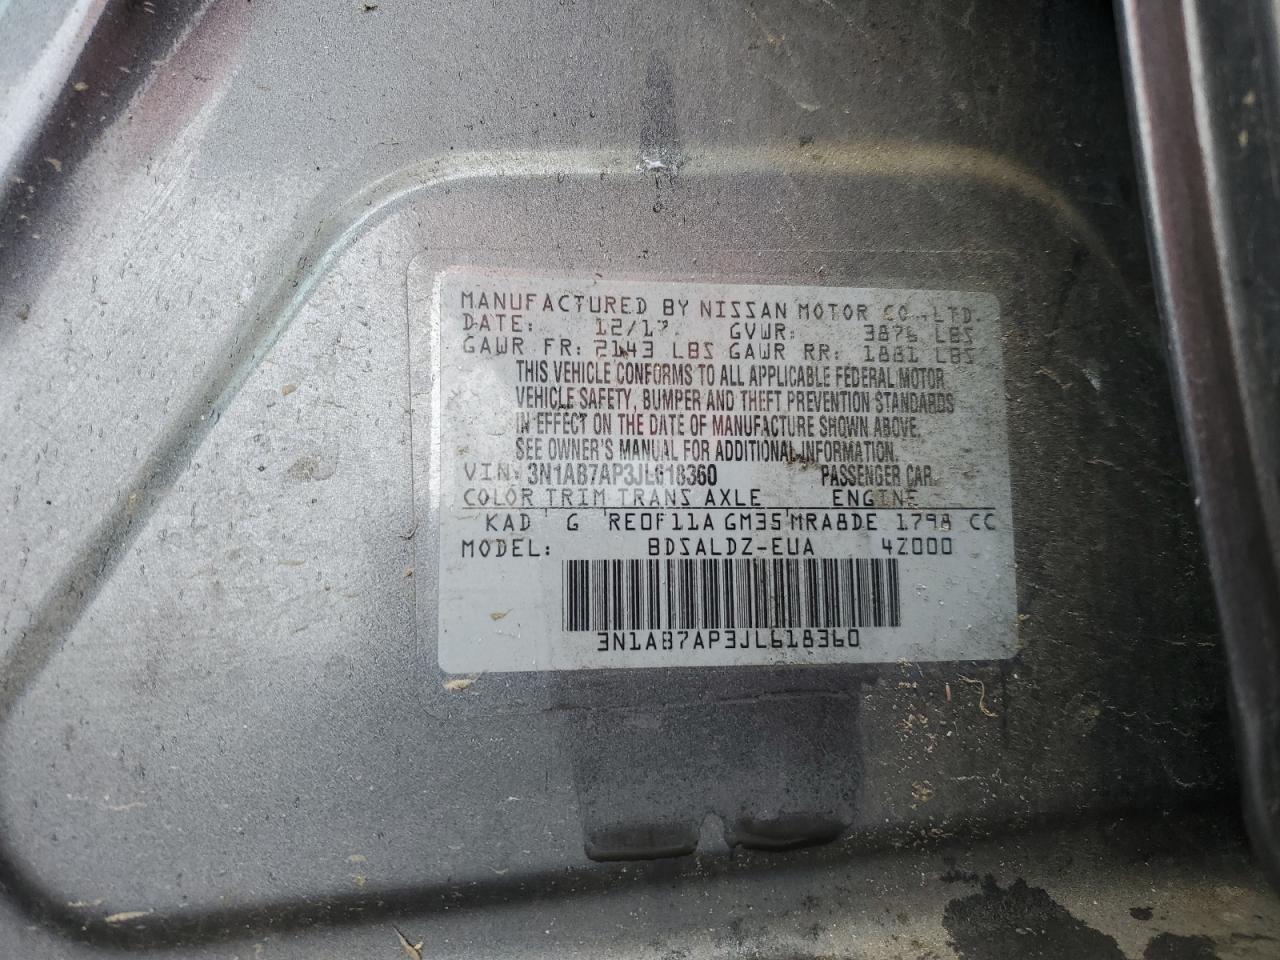 MANUFACTURED BY NISSAN MOTOR CO.,LTD.
DATE: 12/17 GVWR: 3876 LBS
GAWR FR: 2143 LBS GAWR RR: 1881 LBS
THIS VEHICLE CONFORMS TO ALL APPLICABLE FEDERAL MOTOR
VEHICLE SAFETY, BUMPER AND THEFT PREVENTION STANDARDS
IN EFFECT ON THE DATE OF MANUFACTURE SHOWN ABOVE.
SEE OWNER'S MANUAL FOR ADDITIONAL INFORMATION.
VIN: 3N1AB7AP3JL618360 PASSENGER CAR
COLOR TRIM TRANS AXLE ENGINE
KAD G RE0F11A GM35 MRA8DE 1798 CC
MODEL: BDSALDZ-EUA 4Z000
3N1AB7AP3JL618360